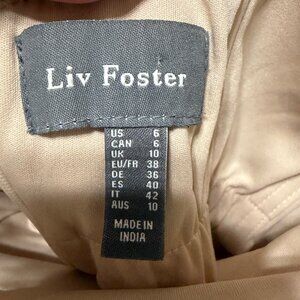 Liv Foster
US 6
CAN 6
UK 10
EU/FR 38
DE 36
ES 40
IT 42
AUS 10
MADE IN
INDIA